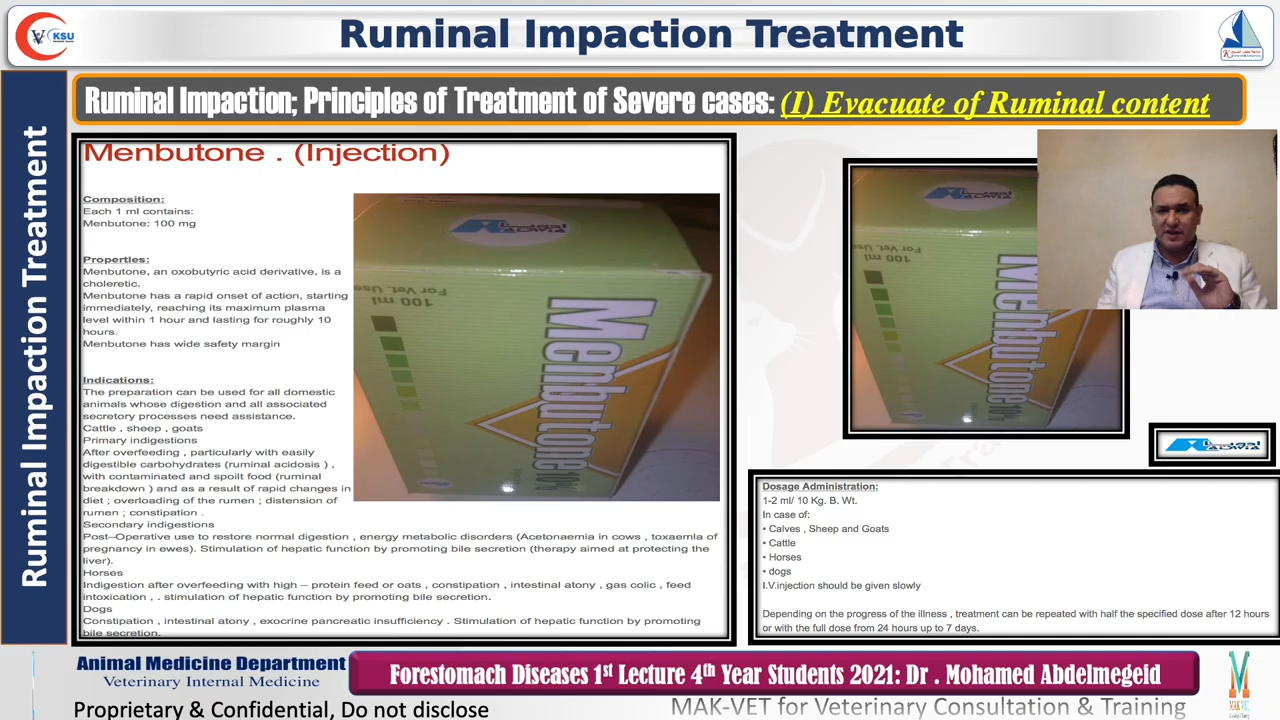 KSU
Ruminal Impaction Treatment
Ruminal Impaction Treatment
Ruminal Impaction; Principles of Treatment of Severe cases: (I) Evacuate of Ruminal content
Menbutone . (Injection)
Composition:
Each 1 ml contains:
Menbutone: 100 mg
Properties:
Menbutone, an oxobutyric acid derivative, is a
choleretic.
Menbutone has a rapid onset of action, starting
immediately, reaching its maximum plasma
level within 1 hour and lasting for roughly 10
hours.
Menbutone has wide safety margin
Indications:
The preparation can be used for all domestic
animals whose digestion and all associated
secretory processes need assistance.
Cattle , sheep , goats
Primary indigestions
After overfeeding , particularly with easily
digestible carbohydrates (ruminal acidosis ) ,
with contaminated and spoilt food (ruminal
breakdown ) and as a result of rapid changes in
diet ; overloading of the rumen ; distension of
rumen ; constipation .
Secondary indigestions
Post–Operative use to restore normal digestion , energy metabolic disorders (Acetonaemia in cows , toxaemla of
pregnancy in ewes). Stimulation of hepatic function by promoting bile secretion (therapy aimed at protecting the
liver).
Horses
Indigestion after overfeeding with high – protein feed or oats , constipation , intestinal atony , gas colic , feed
intoxication , . stimulation of hepatic function by promoting bile secretion.
Dogs
Constipation , intestinal atony , exocrine pancreatic insufficiency . Stimulation of hepatic function by promoting
bile secretion.
ADWIA
For Vet. Use
100 ml
Menbutone 10%
ADWIA
For Vet. Use
100 ml
Menbutone 10%
Dosage Administration:
1-2 ml/ 10 Kg. B. Wt.
In case of:
• Calves , Sheep and Goats
• Cattle
• Horses
• dogs
I.V.injection should be given slowly
Depending on the progress of the illness , treatment can be repeated with half the specified dose after 12 hours
or with the full dose from 24 hours up to 7 days.
Animal Medicine Department
Veterinary Internal Medicine
Forestomach Diseases 1st Lecture 4th Year Students 2021: Dr . Mohamed Abdelmegeid
Proprietary & Confidential, Do not disclose
MAK-VET for Veterinary Consultation & Training
MAK-VET